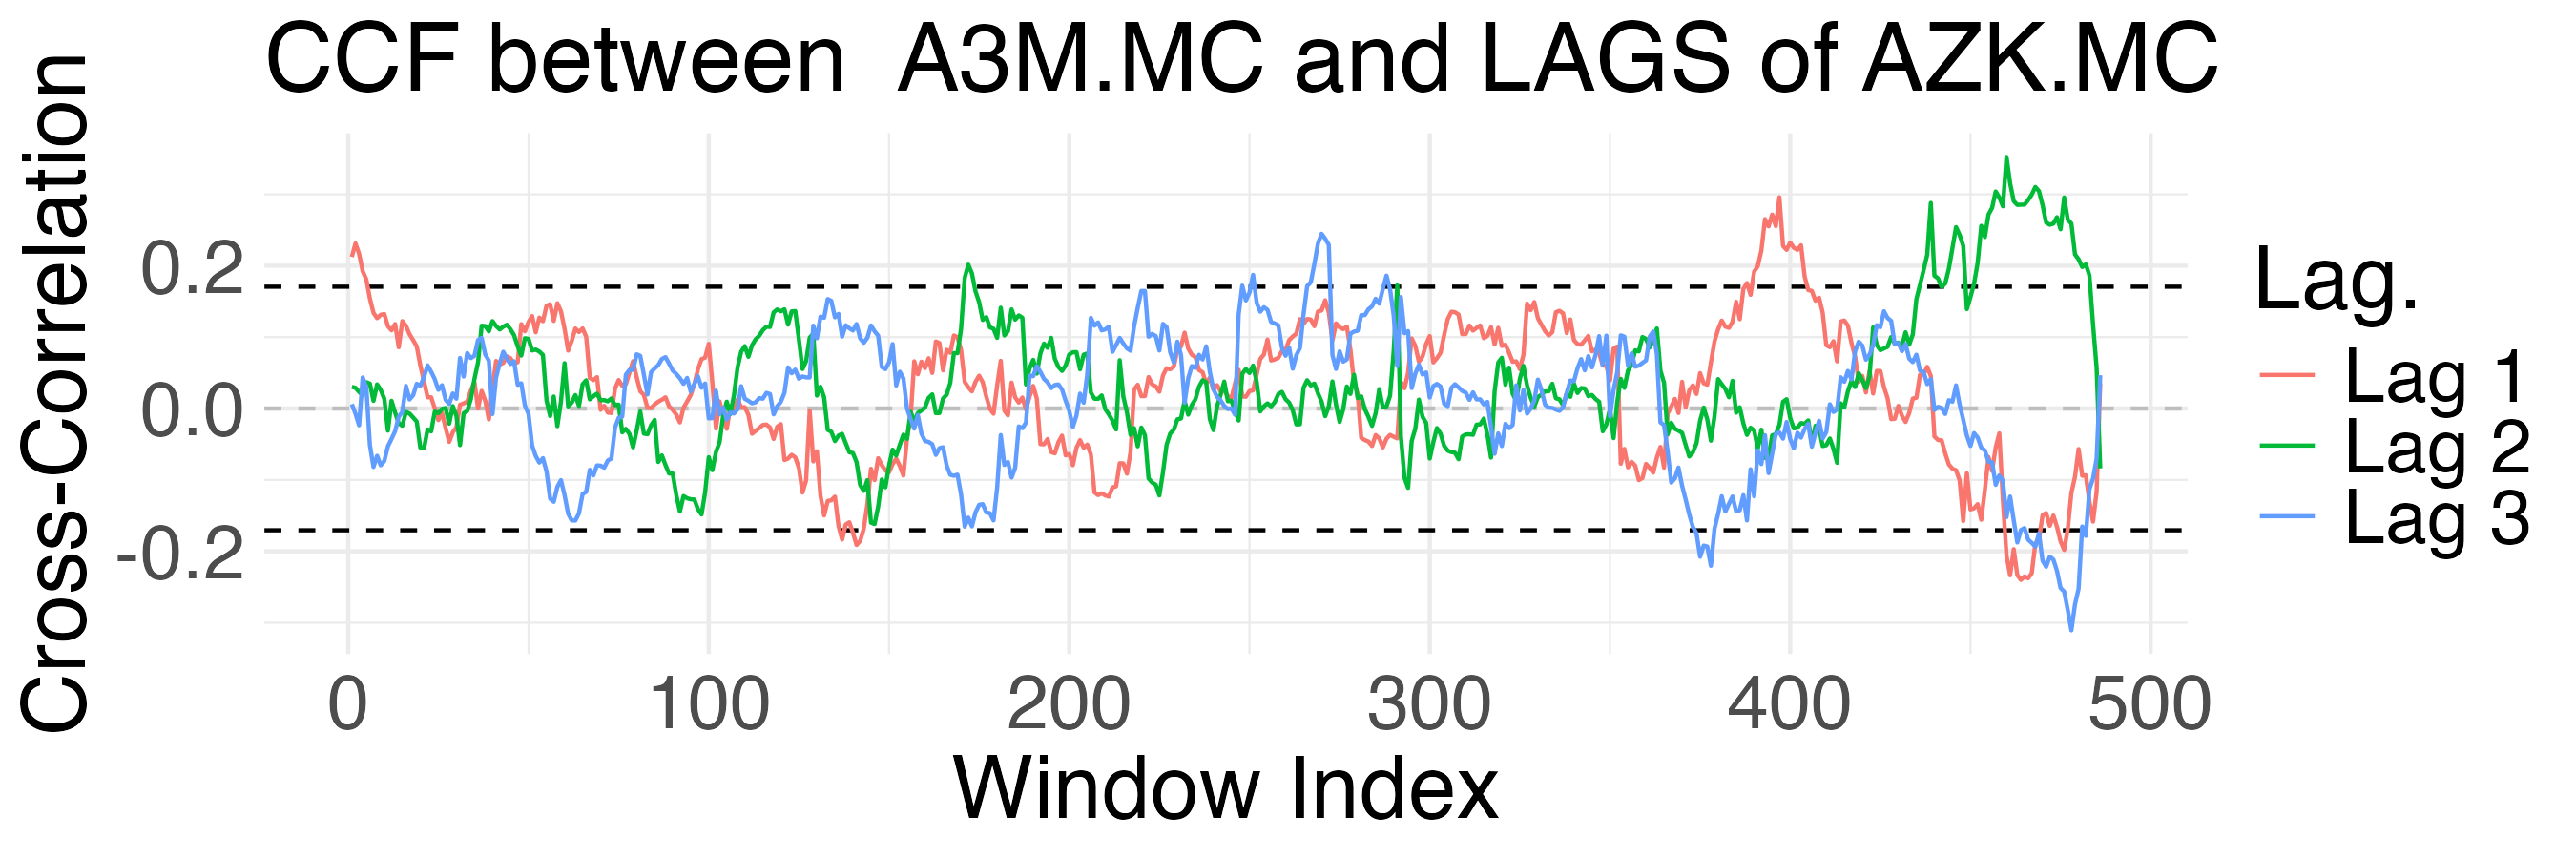 CCF between  A3M.MC and LAGS of AZK.MC
Cross-Correlation
0.2
0.0
-0.2
0 100 200 300 400 500
Window Index
Lag.
Lag 1
Lag 2
Lag 3